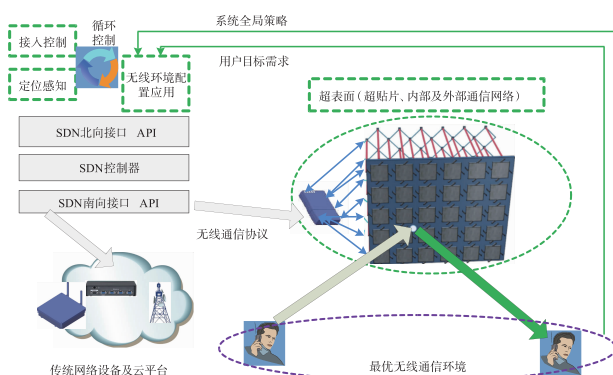 系统全局策略
循环
控制
接入控制
用户目标需求
定位感知
无线环境配
置应用
超表面（超贴片、内部及外部通信网络）
SDN北向接口 API
SDN控制器
SDN南向接口 API
无线通信协议
传统网络设备及云平台
最优无线通信环境